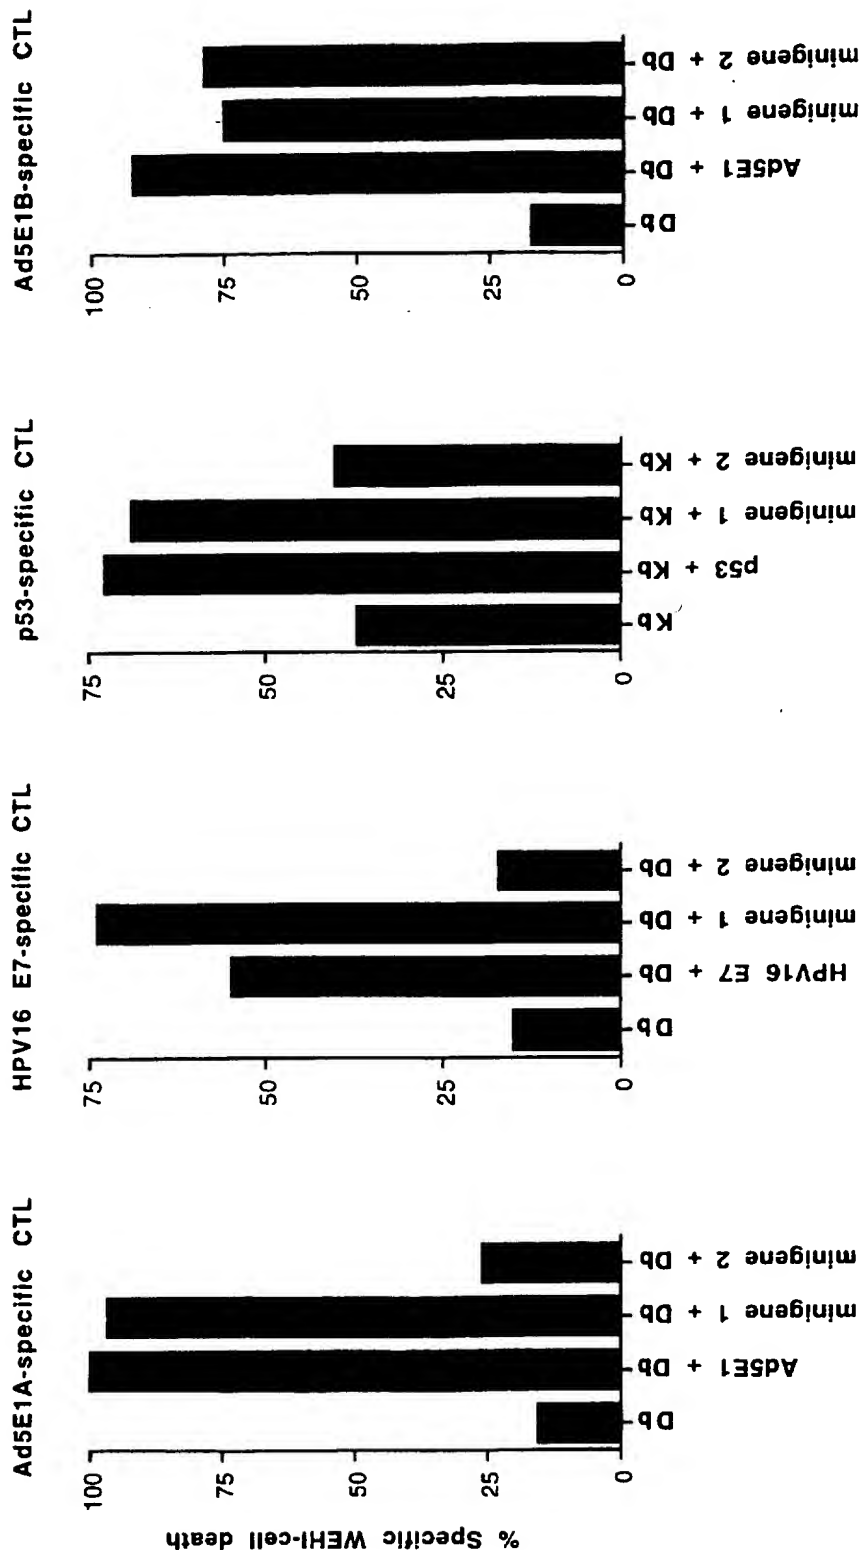 Ad5E1A-specific CTL
% Specific WEHI-cell death
100
75
50
25
0
Db
Ad5E1 + Db
minigene 1 + Db
minigene 2 + Db
HPV16 E7-specific CTL
75
50
25
0
Db
HPV16 E7 + Db
minigene 1 + Db
minigene 2 + Db
p53-specific CTL
75
50
25
0
Kb
p53 + Kb
minigene 1 + Kb
minigene 2 + Kb
Ad5E1B-specific CTL
100
75
50
25
0
Db
Ad5E1 + Db
minigene 1 + Db
minigene 2 + Db